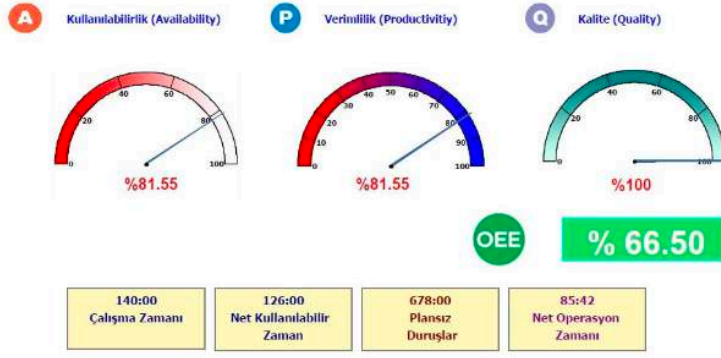 A Kullanılabilirlik (Availability) P Verimlilik (Productivitiy) Q Kalite (Quality)
0 20 40 60 80 100
0 10 20 30 40 50 60 70 80 90 100
0 20 40 60 80 100
%81.55 %81.55 %100
OEE % 66.50
140:00 126:00 678:00 85:42
Çalışma Zamanı Net Kullanılabilir Plansız Net Operasyon
Zaman Duruşlar Zamanı